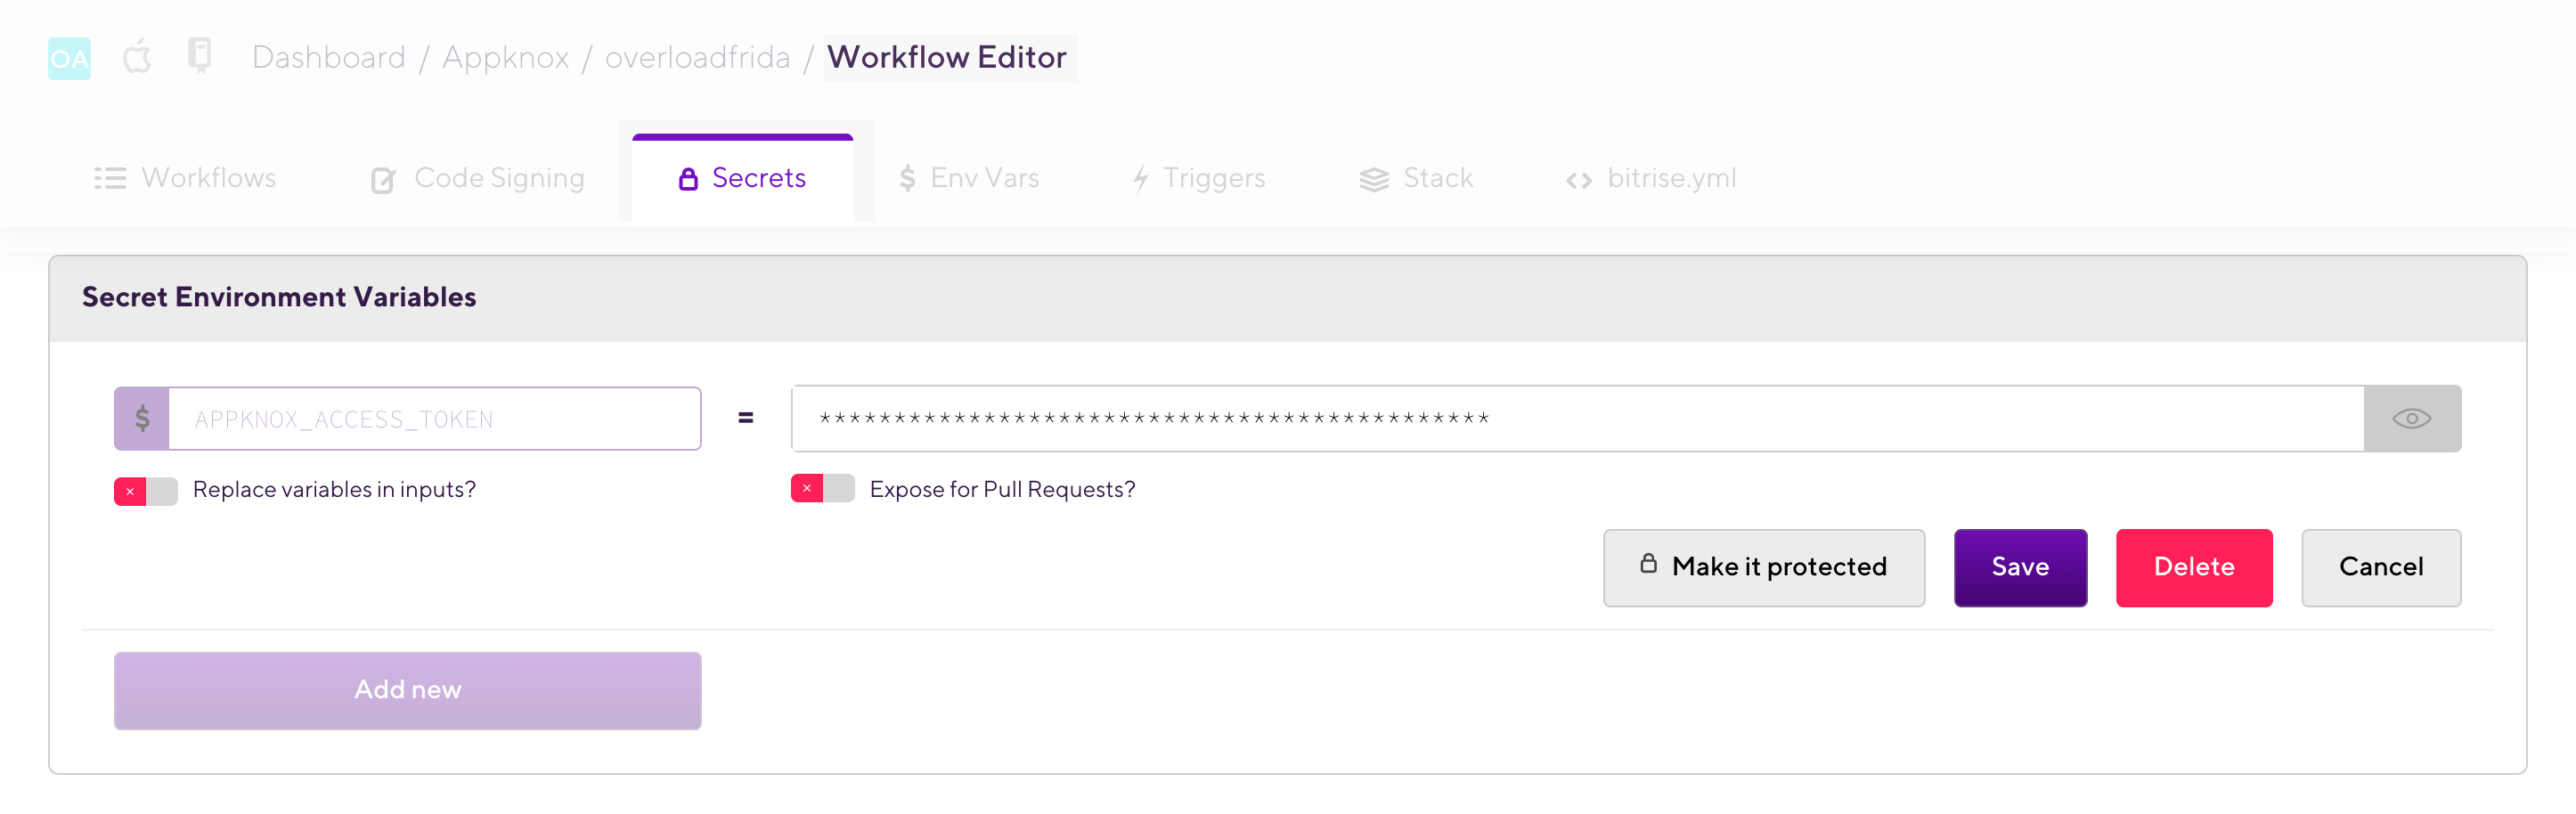 OA Dashboard / Appknox / overloadfrida / Workflow Editor
Workflows Code Signing Secrets $ Env Vars Triggers Stack <> bitrise.yml
Secret Environment Variables
$ APPKNOX_ACCESS_TOKEN = *********************************************
× Replace variables in inputs? × Expose for Pull Requests?
Make it protected Save Delete Cancel
Add new